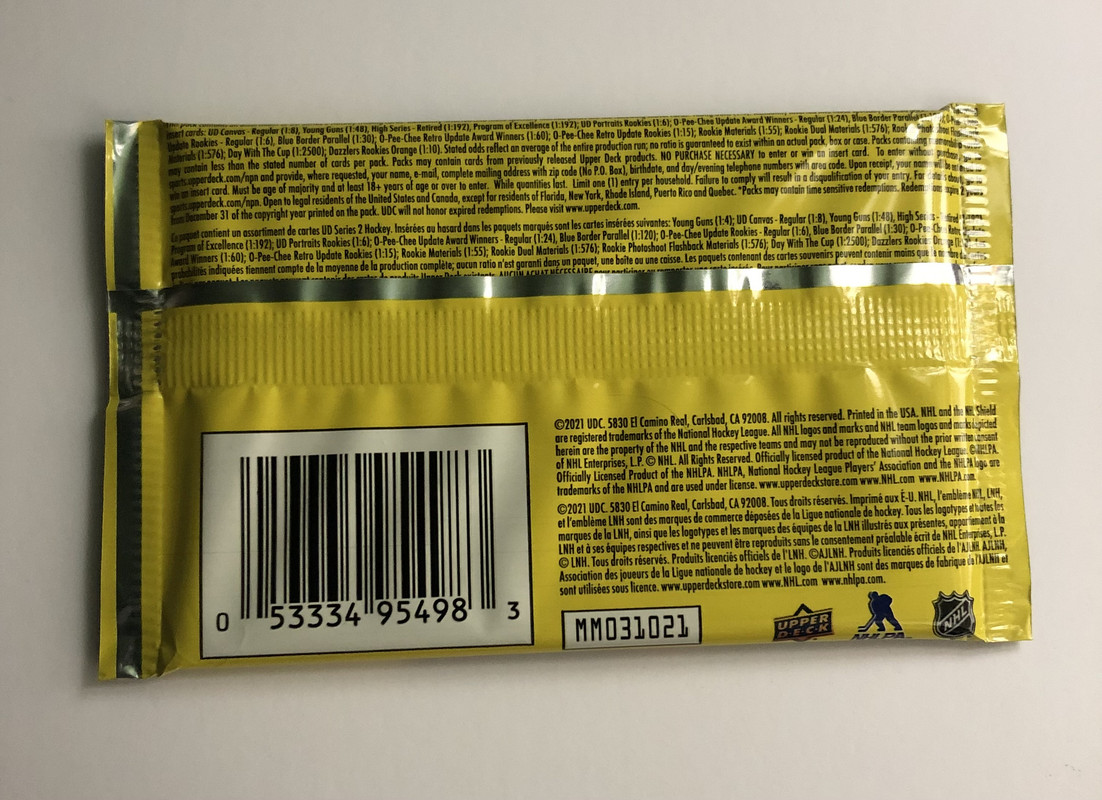 insert cards: UD Canvas - Regular (1:8), Young Guns (1:48), High Series - Retired (1:192), Program of Excellence (1:192); UD Portraits Rookies (1:6); O-Pee-Chee Update Award Winners - Regular (1:24), Blue Border Parallel
Update Rookies - Regular (1:6), Blue Border Parallel (1:30); O-Pee-Chee Retro Update Award Winners (1:60); O-Pee-Chee Retro Update Rookies (1:15); Rookie Materials (1:55); Rookie Dual Materials (1:576);
(1:576); Day With The Cup (1:2500); Dazzlers Rookies Orange (1:10). Stated odds reflect an average of the entire production run; no ratio is guaranteed to exist within an actual pack, box or case. Packs containing
may contain less than the stated number of cards per pack. Packs may contain cards from previously released Upper Deck products. NO PURCHASE NECESSARY to enter or win an insert card. To enter without
sports.upperdeck.com/npn and provide, where requested, your name, e-mail, complete mailing address with zip code (No P.O. Box), birthdate, and day/evening telephone numbers with area code. Upon receipt, your name
win an insert card. Must be age of majority and at least 18+ years of age or over to enter. While quantities last. Limit one (1) entry per household. Failure to comply will result in a disqualification of your entry. For
sports.upperdeck.com/npn. Open to legal residents of the United States and Canada, except for residents of Florida, New York, Rhode Island, Puerto Rico and Quebec. *Packs may contain time sensitive redemptions.
from December 31 of the copyright year printed on the pack. UDC will not honor expired redemptions. Please visit www.upperdeck.com.
Ce paquet contient un assortiment de cartes UD Series 2 Hockey. Insérées au hasard dans les paquets marqués sont les cartes insérées suivantes: Young Guns (1:4); UD Canvas - Regular (1:8), Young Guns (1:48), High Series -
Program of Excellence (1:192); UD Portraits Rookies (1:6); O-Pee-Chee Update Award Winners - Regular (1:24), Blue Border Parallel (1:120); O-Pee-Chee Update Rookies - Regular (1:6), Blue Border Parallel (1:30);
Award Winners (1:60); O-Pee-Chee Retro Update Rookies (1:15); Rookie Materials (1:55); Rookie Dual Materials (1:576); Rookie Photoshoot Flashback Materials (1:576); Day With The Cup (1:2500); Dazzlers Rookies
probabilités indiquées tiennent compte de la moyenne de la production complète; aucun ratio n'est garanti dans un paquet, une boîte ou une caisse. Les paquets contenant des cartes souvenirs peuvent contenir moins que le
AUCUN ACHAT NÉCESSAIRE
©2021 UDC. 5830 El Camino Real, Carlsbad, CA 92008. All rights reserved. Printed in the USA. NHL and the NHL Shield
are registered trademarks of the National Hockey League. All NHL logos and marks and NHL team logos and marks depicted
herein are the property of the NHL and the respective teams and may not be reproduced without the prior written consent
of NHL Enterprises, L.P. © NHL. All Rights Reserved. Officially licensed product of the National Hockey League. ©NHLPA.
Officially Licensed Product of the NHLPA. NHLPA, National Hockey League Players' Association and the NHLPA logo are
trademarks of the NHLPA and are used under license. www.upperdeckstore.com www.NHL.com www.NHLPA.com.
©2021 UDC. 5830 El Camino Real, Carlsbad, CA 92008. Tous droits réservés. Imprimé aux É-U. NHL, l'emblème NHL, LNH,
et l'emblème LNH sont des marques de commerce déposées de la Ligue nationale de hockey. Tous les logotypes et toutes les
marques de la LNH, ainsi que les logotypes et les marques des équipes de la LNH illustrés aux présentes, appartiennent à la
LNH et à ses équipes respectives et ne peuvent être reproduits sans le consentement préalable écrit de NHL Enterprises, L.P.
© LNH. Tous droits réservés. Produits licenciés officiels de l'LNH. ©AJLNH. Produits licenciés officiels de l'AJLNH. AJLNH,
Association des joueurs de la Ligue nationale de hockey et le logo de l'AJLNH sont des marques de fabrique de l'AJLNH et
sont utilisées sous licence. www.upperdeckstore.com www.NHL.com www.nhlpa.com.
0 53334 95498 3
MM031021
UPPER
D·E·C·K
NHLPA
NHL